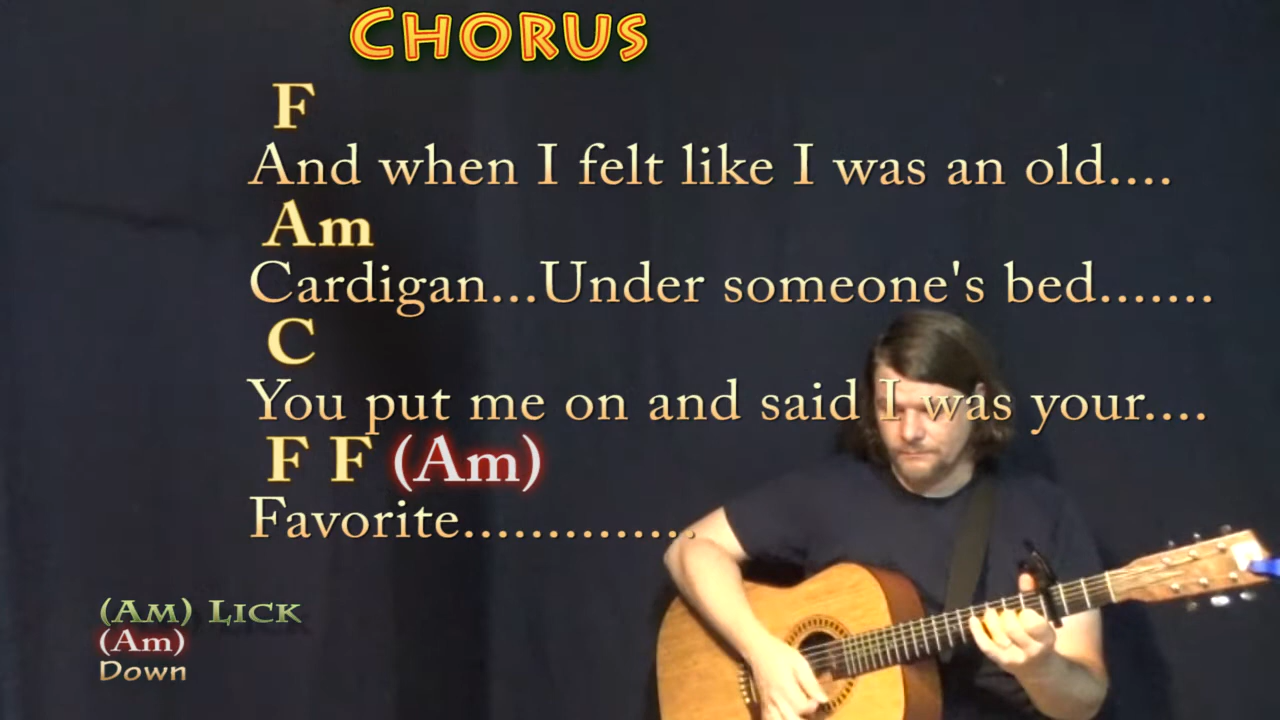 CHORUS
F
And when I felt like I was an old....
Am
Cardigan...Under someone's bed.......
C
You put me on and said I was your....
F F (Am)
Favorite..............
(AM) LICK
(Am)
Down